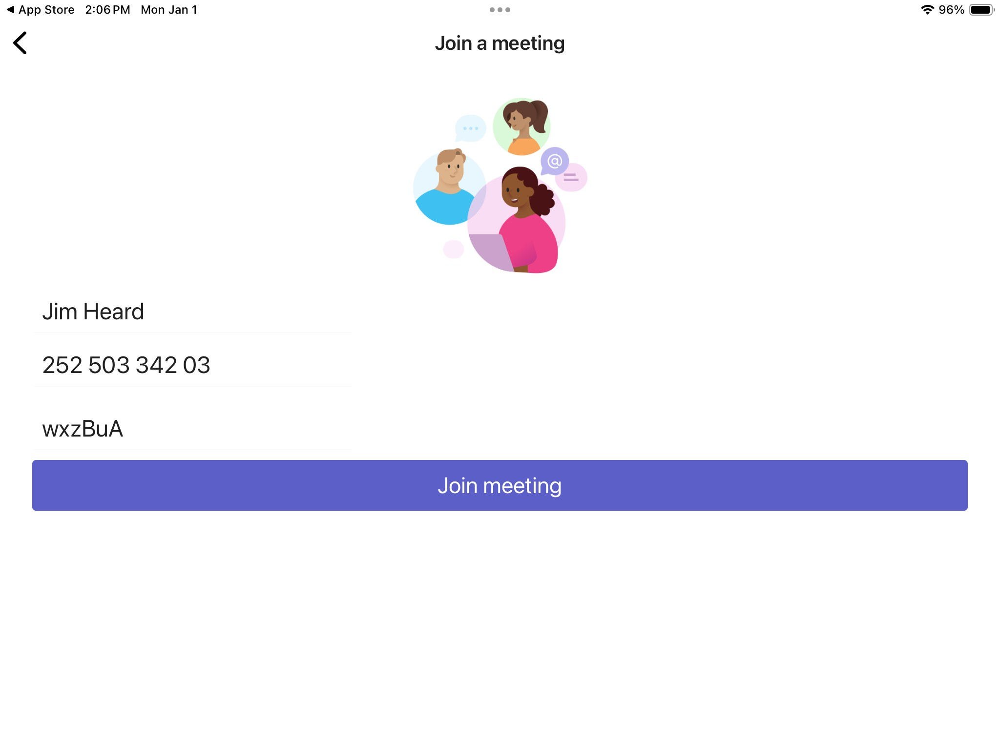 App Store 2:06 PM Mon Jan 1 96%
Join a meeting
@
Jim Heard
252 503 342 03
wxzBuA
Join meeting